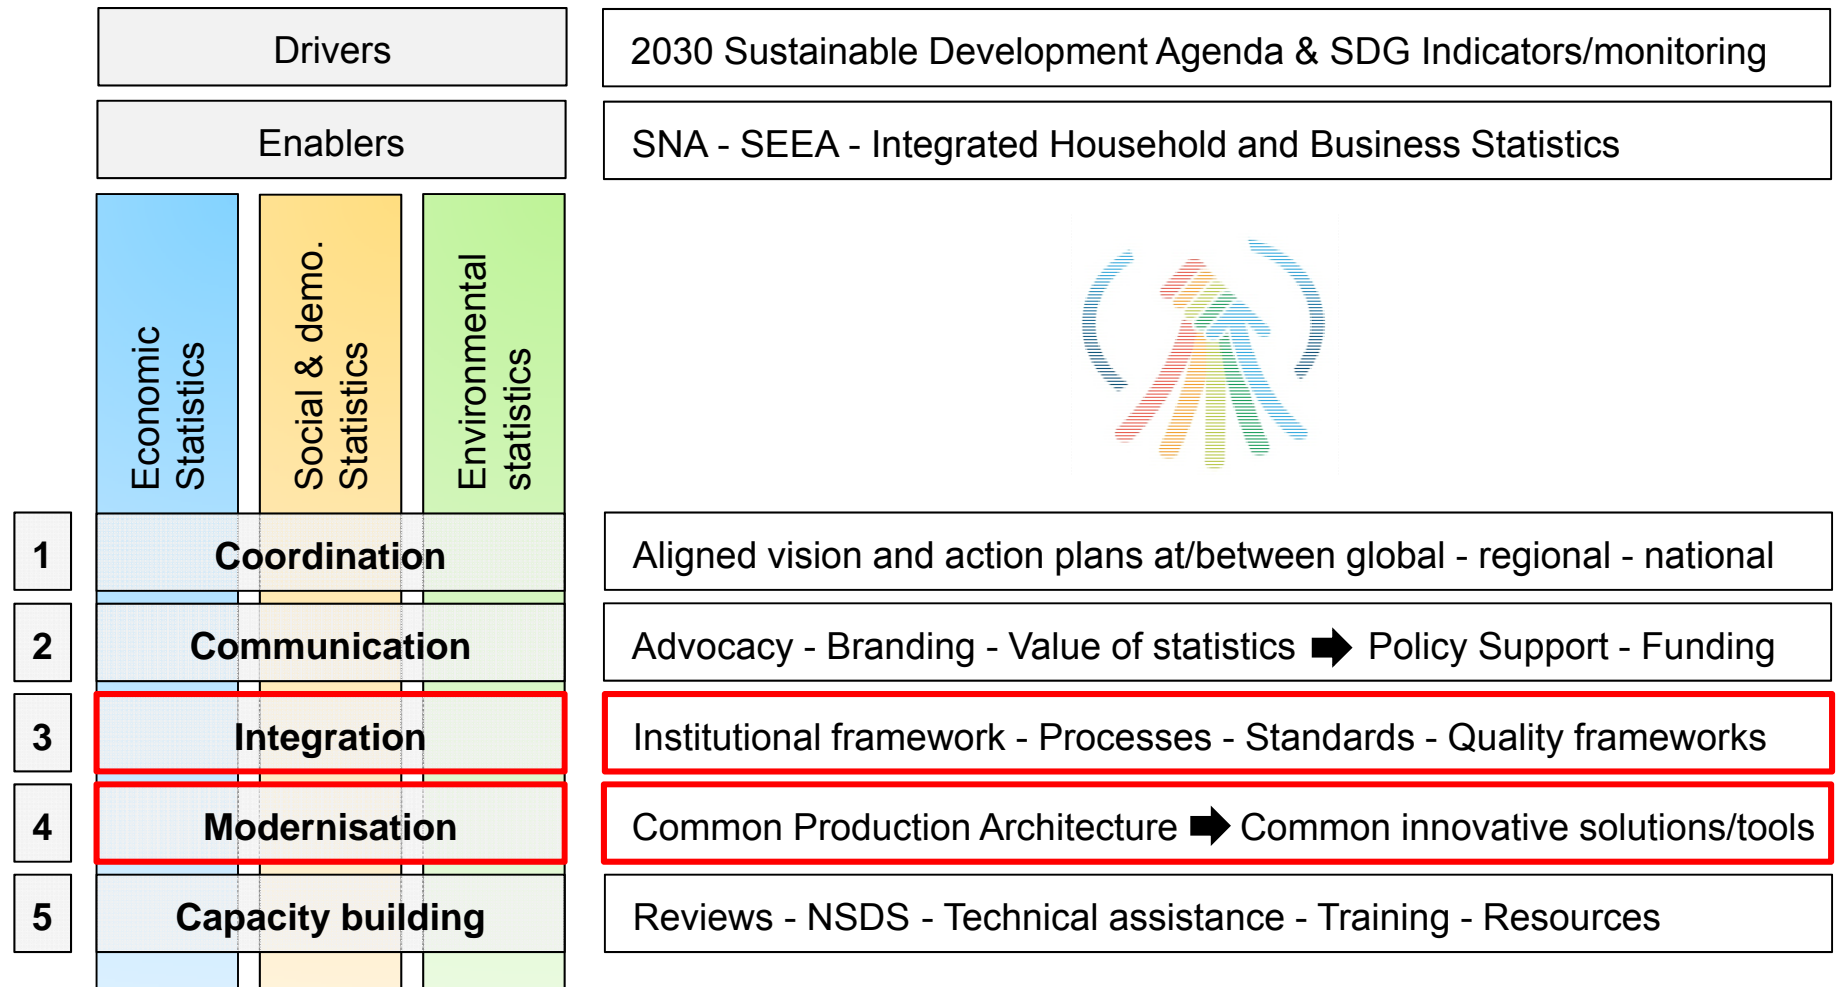 Drivers
2030 Sustainable Development Agenda & SDG Indicators/monitoring
Enablers
SNA - SEEA - Integrated Household and Business Statistics
Economic
Statistics
Social & demo.
Statistics
Environmental
statistics
1
Coordination
Aligned vision and action plans at/between global - regional - national
2
Communication
Advocacy - Branding - Value of statistics ➡ Policy Support - Funding
3
Integration
Institutional framework - Processes - Standards - Quality frameworks
4
Modernisation
Common Production Architecture ➡ Common innovative solutions/tools
5
Capacity building
Reviews - NSDS - Technical assistance - Training - Resources